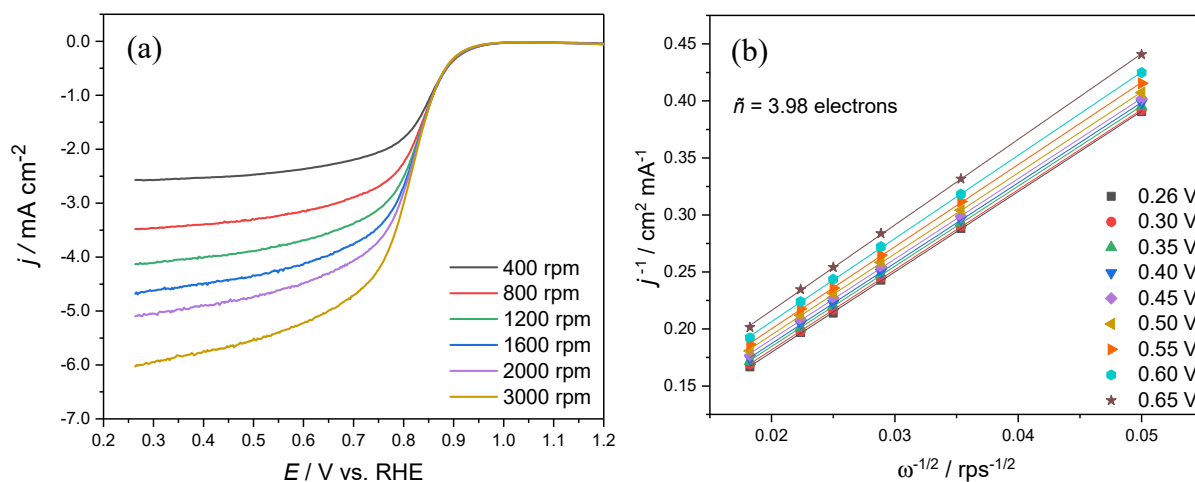 (a)
0.0
-1.0
-2.0
-3.0
-4.0
-5.0
-6.0
-7.0
j / mA cm⁻²
400 rpm
800 rpm
1200 rpm
1600 rpm
2000 rpm
3000 rpm
0.2 0.3 0.4 0.5 0.6 0.7 0.8 0.9 1.0 1.1 1.2
E / V vs. RHE
(b)
ñ = 3.98 electrons
0.45
0.40
0.35
0.30
0.25
0.20
0.15
j⁻¹ / cm² mA⁻¹
0.26 V
0.30 V
0.35 V
0.40 V
0.45 V
0.50 V
0.55 V
0.60 V
0.65 V
0.02 0.03 0.04 0.05
ω⁻¹/² / rps⁻¹/²